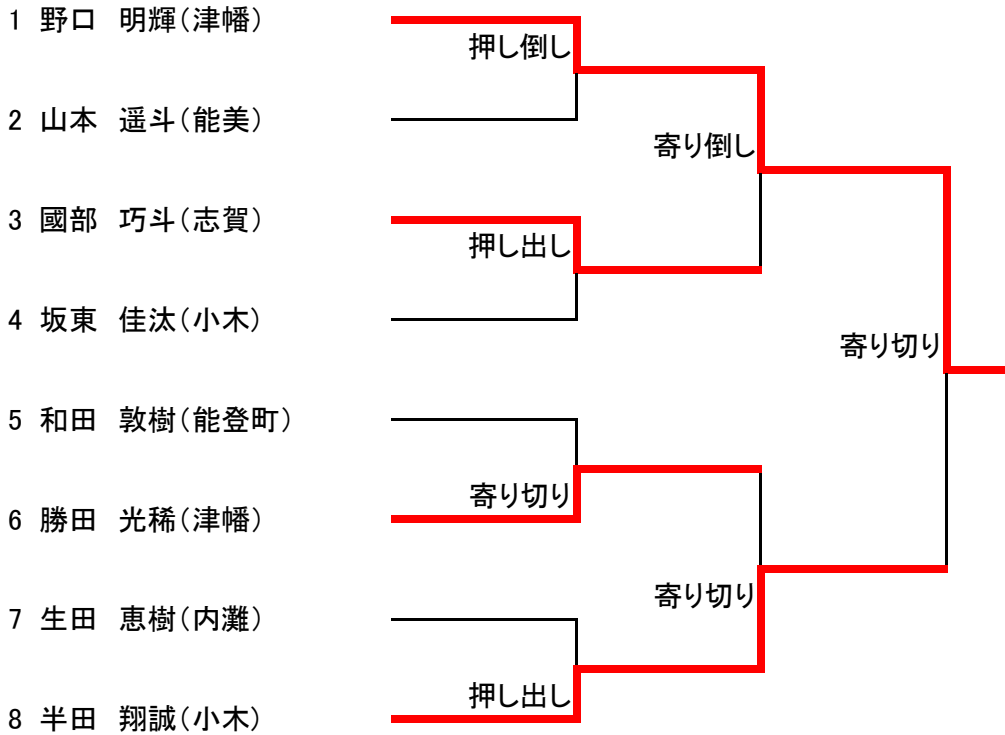 1 野口 明輝(津幡)
押し倒し
2 山本 遥斗(能美)
寄り倒し
3 國部 巧斗(志賀)
押し出し
4 坂東 佳汰(小木)
寄り切り
5 和田 敦樹(能登町)
寄り切り
6 勝田 光稀(津幡)
寄り切り
7 生田 恵樹(内灘)
押し出し
8 半田 翔誠(小木)